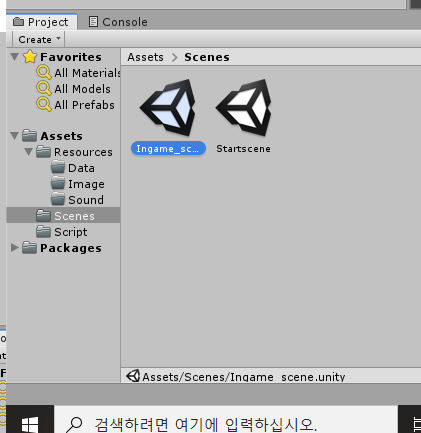 Project
Console
Create
Favorites
All Materials
All Models
All Prefabs
Assets
Resources
Data
Image
Sound
Scenes
Script
Packages
Assets > Scenes
Ingame_sc...
Startscene
Assets/Scenes/Ingame_scene.unity
검색하려면 여기에 입력하십시오.